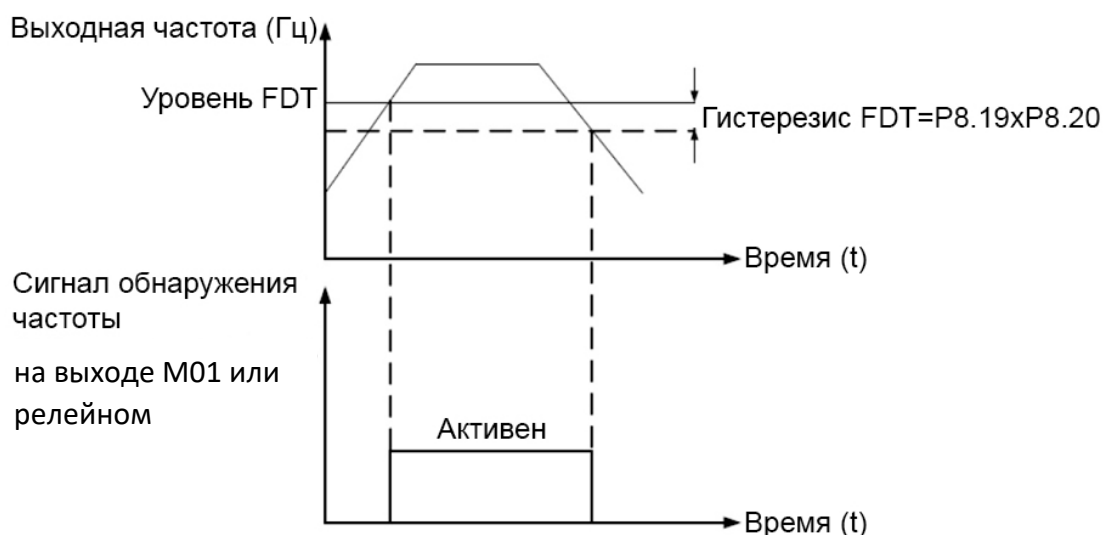 Выходная частота (Гц)
Уровень FDT
Гистерезис FDT=P8.19xP8.20
Время (t)
Сигнал обнаружения
частоты
на выходе M01 или
релейном
Активен
Время (t)